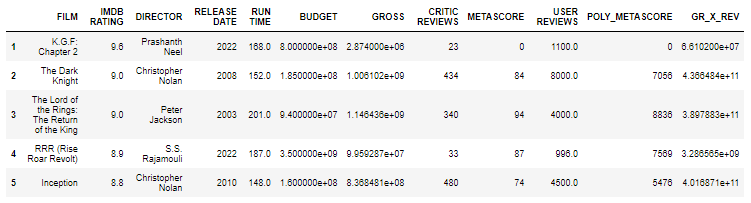 FILM IMDB RATING DIRECTOR RELEASE DATE RUN TIME BUDGET GROSS CRITIC REVIEWS METASCORE USER REVIEWS POLY_METASCORE GR_X_REV
1 K.G.F: Chapter 2 9.6 Prashanth Neel 2022 168.0 8.000000e+08 2.874000e+06 23 0 1100.0 0 6.610200e+07
2 The Dark Knight 9.0 Christopher Nolan 2008 152.0 1.850000e+08 1.006102e+09 434 84 8000.0 7056 4.366484e+11
3 The Lord of the Rings: The Return of the King 9.0 Peter Jackson 2003 201.0 9.400000e+07 1.146436e+09 340 94 4000.0 8836 3.897883e+11
4 RRR (Rise Roar Revolt) 8.9 S.S. Rajamouli 2022 187.0 3.500000e+09 9.959287e+07 33 87 996.0 7569 3.286565e+09
5 Inception 8.8 Christopher Nolan 2010 148.0 1.600000e+08 8.368481e+08 480 74 4500.0 5476 4.016871e+11